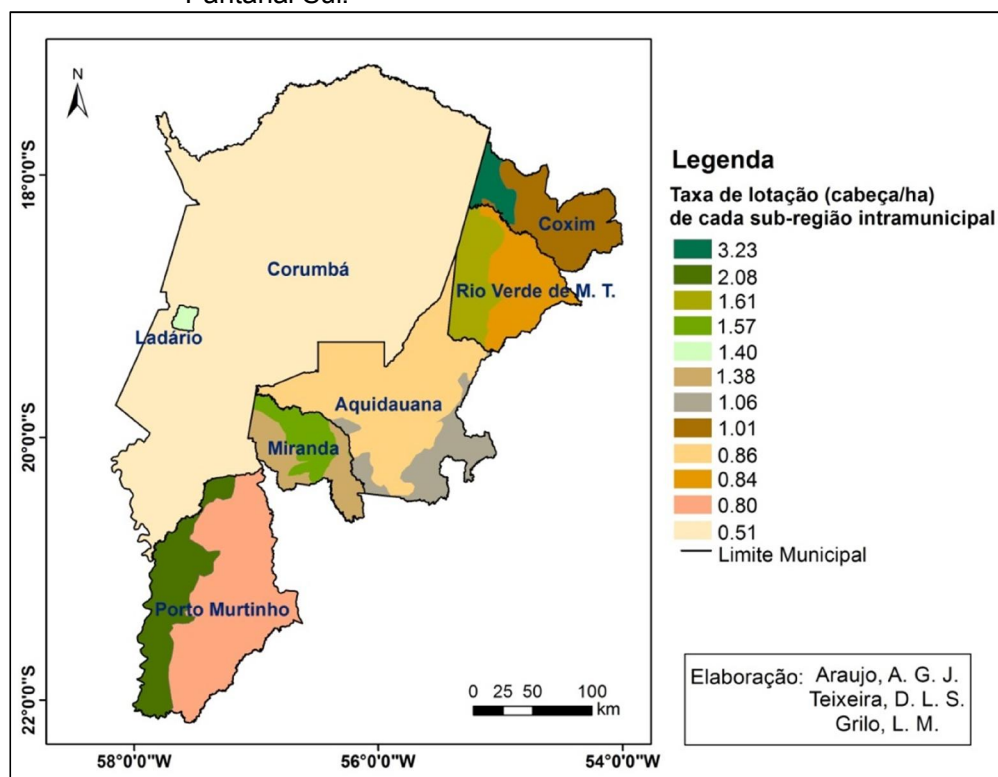 Pantanal Sul.
N
18°0'0"S
20°0'0"S
22°0'0"S
Corumbá
Ladário
Coxim
Rio Verde de M. T.
Aquidauana
Miranda
Porto Murtinho
0 25 50 100
km
58°0'0"W
56°0'0"W
54°0'0"W
Legenda
Taxa de lotação (cabeça/ha)
de cada sub-região intramunicipal
3.23
2.08
1.61
1.57
1.40
1.38
1.06
1.01
0.86
0.84
0.80
0.51
Limite Municipal
Elaboração: Araujo, A. G. J.
Teixeira, D. L. S.
Grilo, L. M.